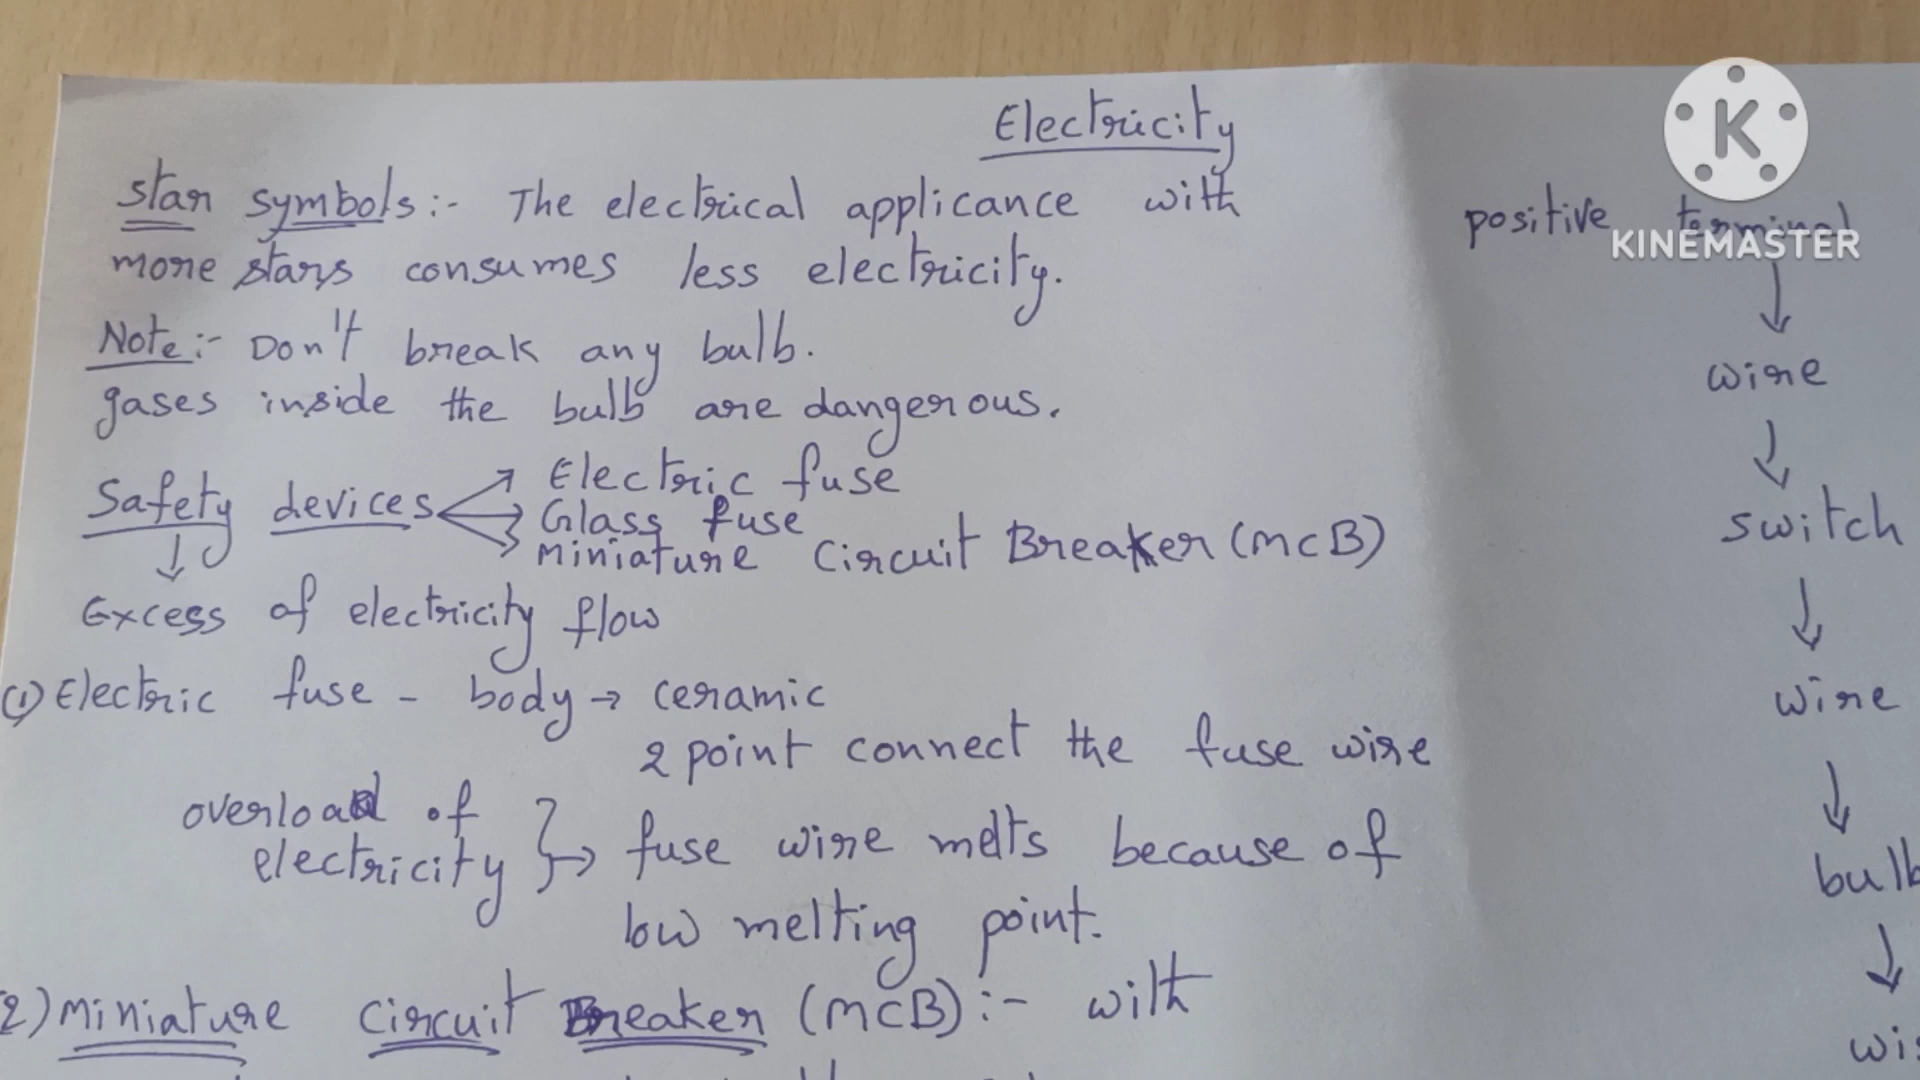 Electricity
star symbols:- The electrical applicance with
more stars consumes less electricity.
Note:- Don't break any bulb.
gases inside the bulb are dangerous.
Safety devices → Electric fuse
→ Glass fuse
→ Miniature Circuit Breaker (MCB)
↓
Excess of electricity flow
(1) Electric fuse - body → ceramic
2 point connect the fuse wire
overload of
electricity } → fuse wire melts because of
low melting point.
2) Miniature Circuit Breaker (MCB):- with
positive terminal
↓
wire
↓
switch
↓
wire
↓
bulb
↓
K
KINEMASTER